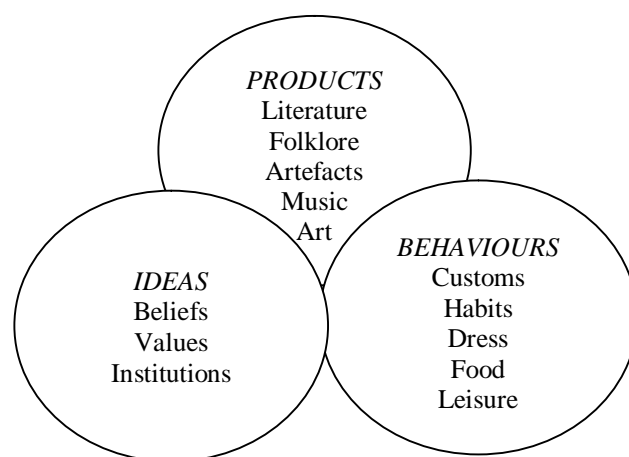 PRODUCTS
Literature
Folklore
Artefacts
Music
Art
IDEAS
Beliefs
Values
Institutions
BEHAVIOURS
Customs
Habits
Dress
Food
Leisure